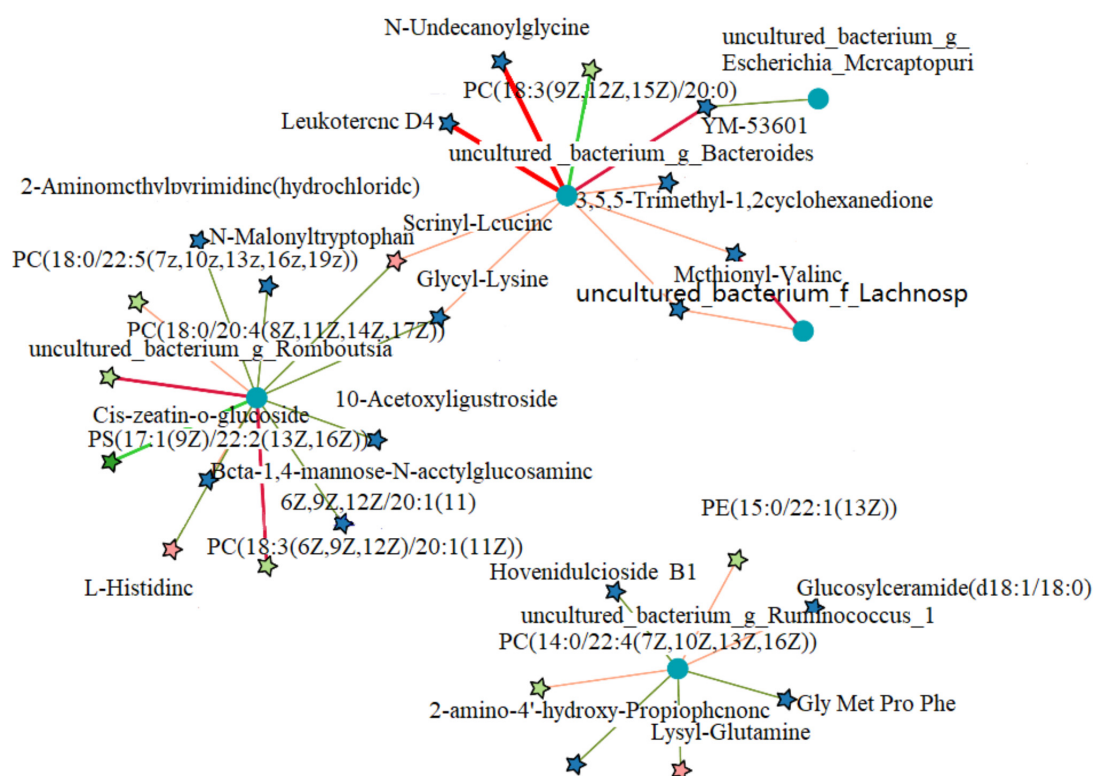 N-Undecanoylglycine
uncultured_bacterium_g_
Escherichia_Mcrcaptopuri
PC(18:3(9Z,12Z,15Z)/20:0)
Leukotercnc D4
YM-53601
uncultured _bacterium_g_Bacteroides
2-Aminomcthvlpvrimidinc(hydrochloridc)
3,5,5-Trimethyl-1,2cyclohexanedione
Scrinyl-Lcucinc
N-Malonyltryptophan
PC(18:0/22:5(7z,10z,13z,16z,19z))
Glycyl-Lysine
Mcthionyl-Valinc
uncultured_bacterium_f_Lachnosp
PC(18:0/20:4(8Z,11Z,14Z,17Z))
uncultured_bacterium_g_Romboutsia
10-Acetoxyligustroside
Cis-zeatin-o-glucoside
PS(17:1(9Z)/22:2(13Z,16Z))
Bcta-1,4-mannose-N-acctylglucosaminc
6Z,9Z,12Z/20:1(11)
PE(15:0/22:1(13Z))
PC(18:3(6Z,9Z,12Z)/20:1(11Z))
L-Histidinc
Hovenidulcioside B1
Glucosylceramide(d18:1/18:0)
uncultured_bacterium_g_Ruminococcus_1
PC(14:0/22:4(7Z,10Z,13Z,16Z))
Gly Met Pro Phe
2-amino-4'-hydroxy-Propiophcnonc
Lysyl-Glutamine